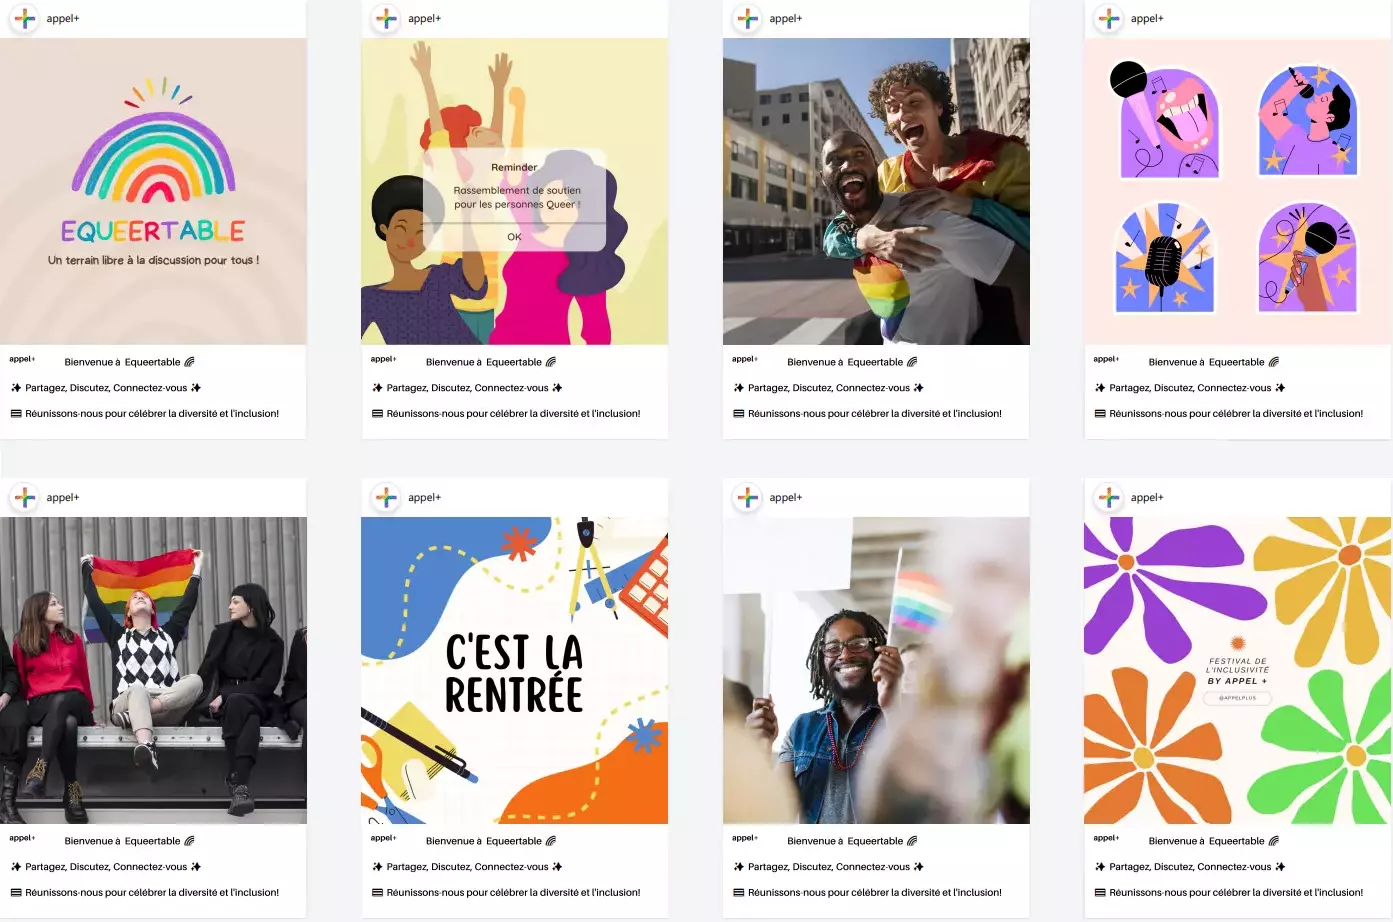 appel+
EQUEERTABLE
Un terrain libre à la discussion pour tous !
appel+ Bienvenue à Equeertable
Partagez, Discutez, Connectez-vous
Réunissons-nous pour célébrer la diversité et l'inclusion!
appel+
Reminder
Rassemblement de soutien
pour les personnes Queer !
OK
appel+ Bienvenue à Equeertable
Partagez, Discutez, Connectez-vous
Réunissons-nous pour célébrer la diversité et l'inclusion!
appel+
appel+ Bienvenue à Equeertable
Partagez, Discutez, Connectez-vous
Réunissons-nous pour célébrer la diversité et l'inclusion!
appel+
appel+ Bienvenue à Equeertable
Partagez, Discutez, Connectez-vous
Réunissons-nous pour célébrer la diversité et l'inclusion!
appel+
appel+ Bienvenue à Equeertable
Partagez, Discutez, Connectez-vous
Réunissons-nous pour célébrer la diversité et l'inclusion!
appel+
C'EST LA
RENTRÉE
appel+ Bienvenue à Equeertable
Partagez, Discutez, Connectez-vous
Réunissons-nous pour célébrer la diversité et l'inclusion!
appel+
appel+ Bienvenue à Equeertable
Partagez, Discutez, Connectez-vous
Réunissons-nous pour célébrer la diversité et l'inclusion!
appel+
FESTIVAL DE
L'INCLUSIVITÉ
BY APPEL +
@APPELPLUS
appel+ Bienvenue à Equeertable
Partagez, Discutez, Connectez-vous
Réunissons-nous pour célébrer la diversité et l'inclusion!